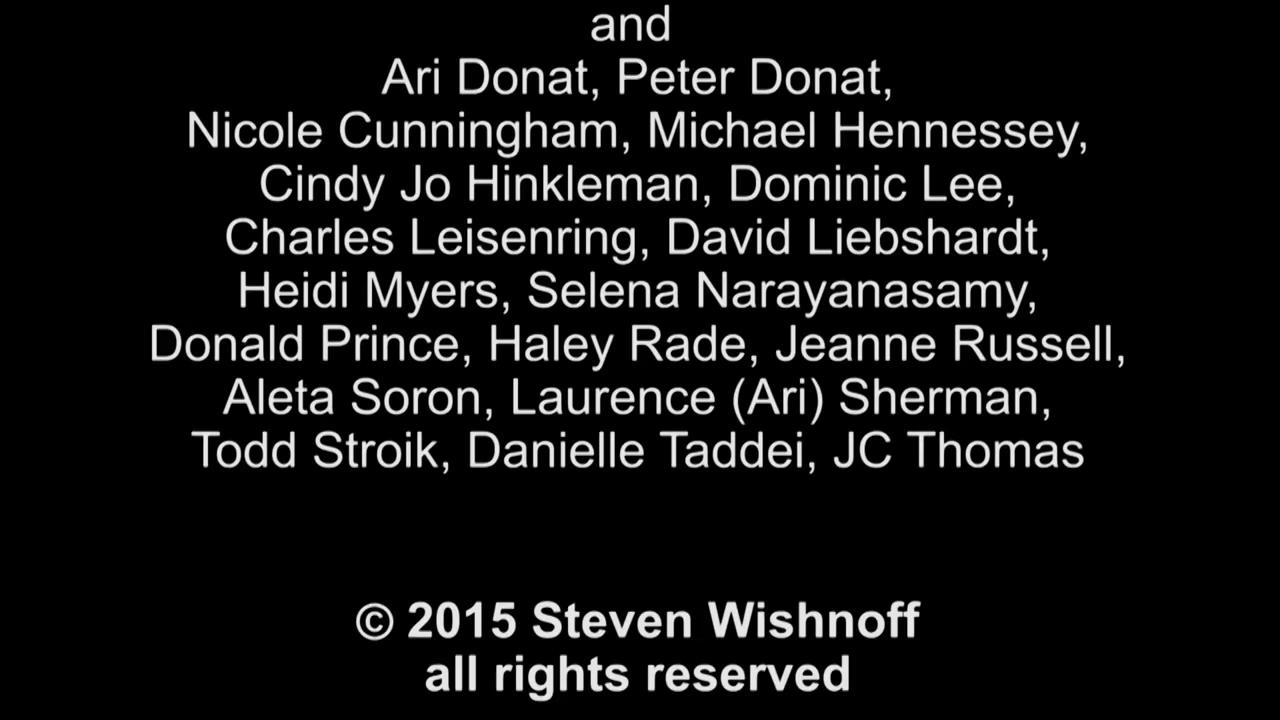 and
Ari Donat, Peter Donat,
Nicole Cunningham, Michael Hennessey,
Cindy Jo Hinkleman, Dominic Lee,
Charles Leisenring, David Liebshardt,
Heidi Myers, Selena Narayanasamy,
Donald Prince, Haley Rade, Jeanne Russell,
Aleta Soron, Laurence (Ari) Sherman,
Todd Stroik, Danielle Taddei, JC Thomas
© 2015 Steven Wishnoff
all rights reserved